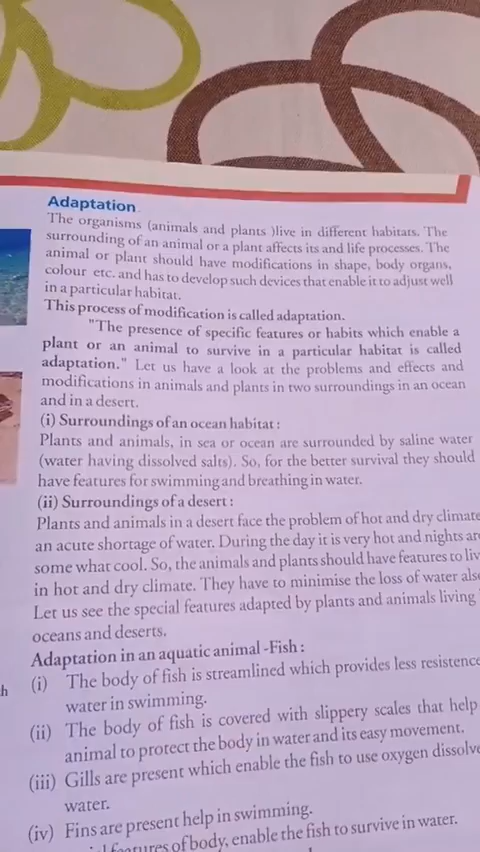 Adaptation
The organisms (animals and plants )live in different habitats. The
surrounding of an animal or a plant affects its and life processes. The
animal or plant should have modifications in shape, body organs,
colour etc. and has to develop such devices that enable it to adjust well
in a particular habitat.
This process of modification is called adaptation.
"The presence of specific features or habits which enable a
plant or an animal to survive in a particular habitat is called
adaptation." Let us have a look at the problems and effects and
modifications in animals and plants in two surroundings in an ocean
and in a desert.
(i) Surroundings of an ocean habitat :
Plants and animals, in sea or ocean are surrounded by saline water
(water having dissolved salts). So, for the better survival they should
have features for swimming and breathing in water.
(ii) Surroundings of a desert :
Plants and animals in a desert face the problem of hot and dry climate
an acute shortage of water. During the day it is very hot and nights are
some what cool. So, the animals and plants should have features to liv
in hot and dry climate. They have to minimise the loss of water als
Let us see the special features adapted by plants and animals living
oceans and deserts.
Adaptation in an aquatic animal -Fish :
h
(i) The body of fish is streamlined which provides less resistence
water in swimming.
(ii) The body of fish is covered with slippery scales that help
animal to protect the body in water and its easy movement.
(iii) Gills are present which enable the fish to use oxygen dissolve
water.
(iv) Fins are present help in swimming.
features of body, enable the fish to survive in water.